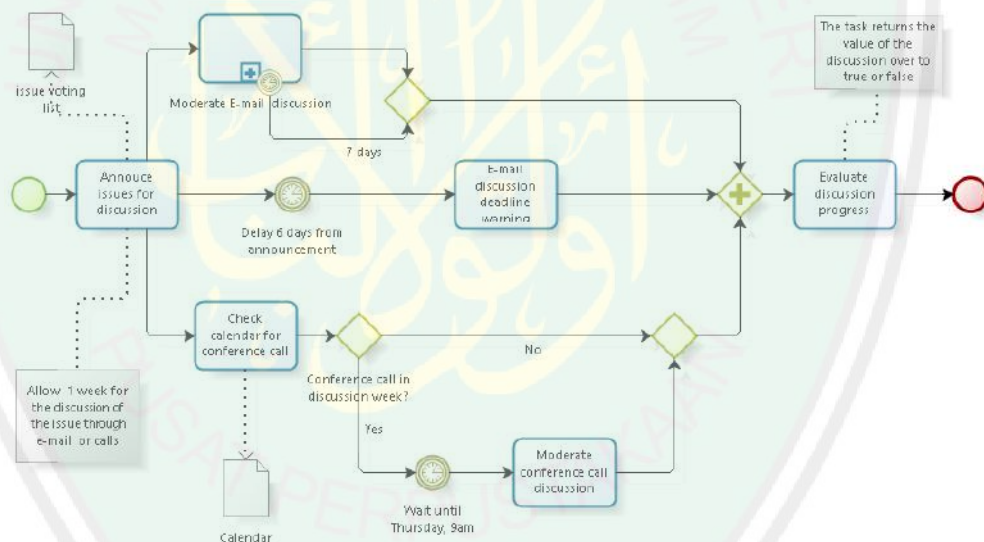 issue voting
list
Moderate E-mail discussion
7 days
The task returns the
value of the
discussion over to
true or false
Annouce
issues for
discussion
Delay 6 days from
announcement
E-mail
discussion
deadline
warning
Evaluate
discussion
progress
Check
calendar for
conference call
No
Conference call in
discussion week?
Yes
Allow 1 week for
the discussion of
the issue through
e-mail or calls
Wait until
Thursday, 9am
Moderate
conference call
discussion
Calendar
PUSAT PERPUSTAKAAN